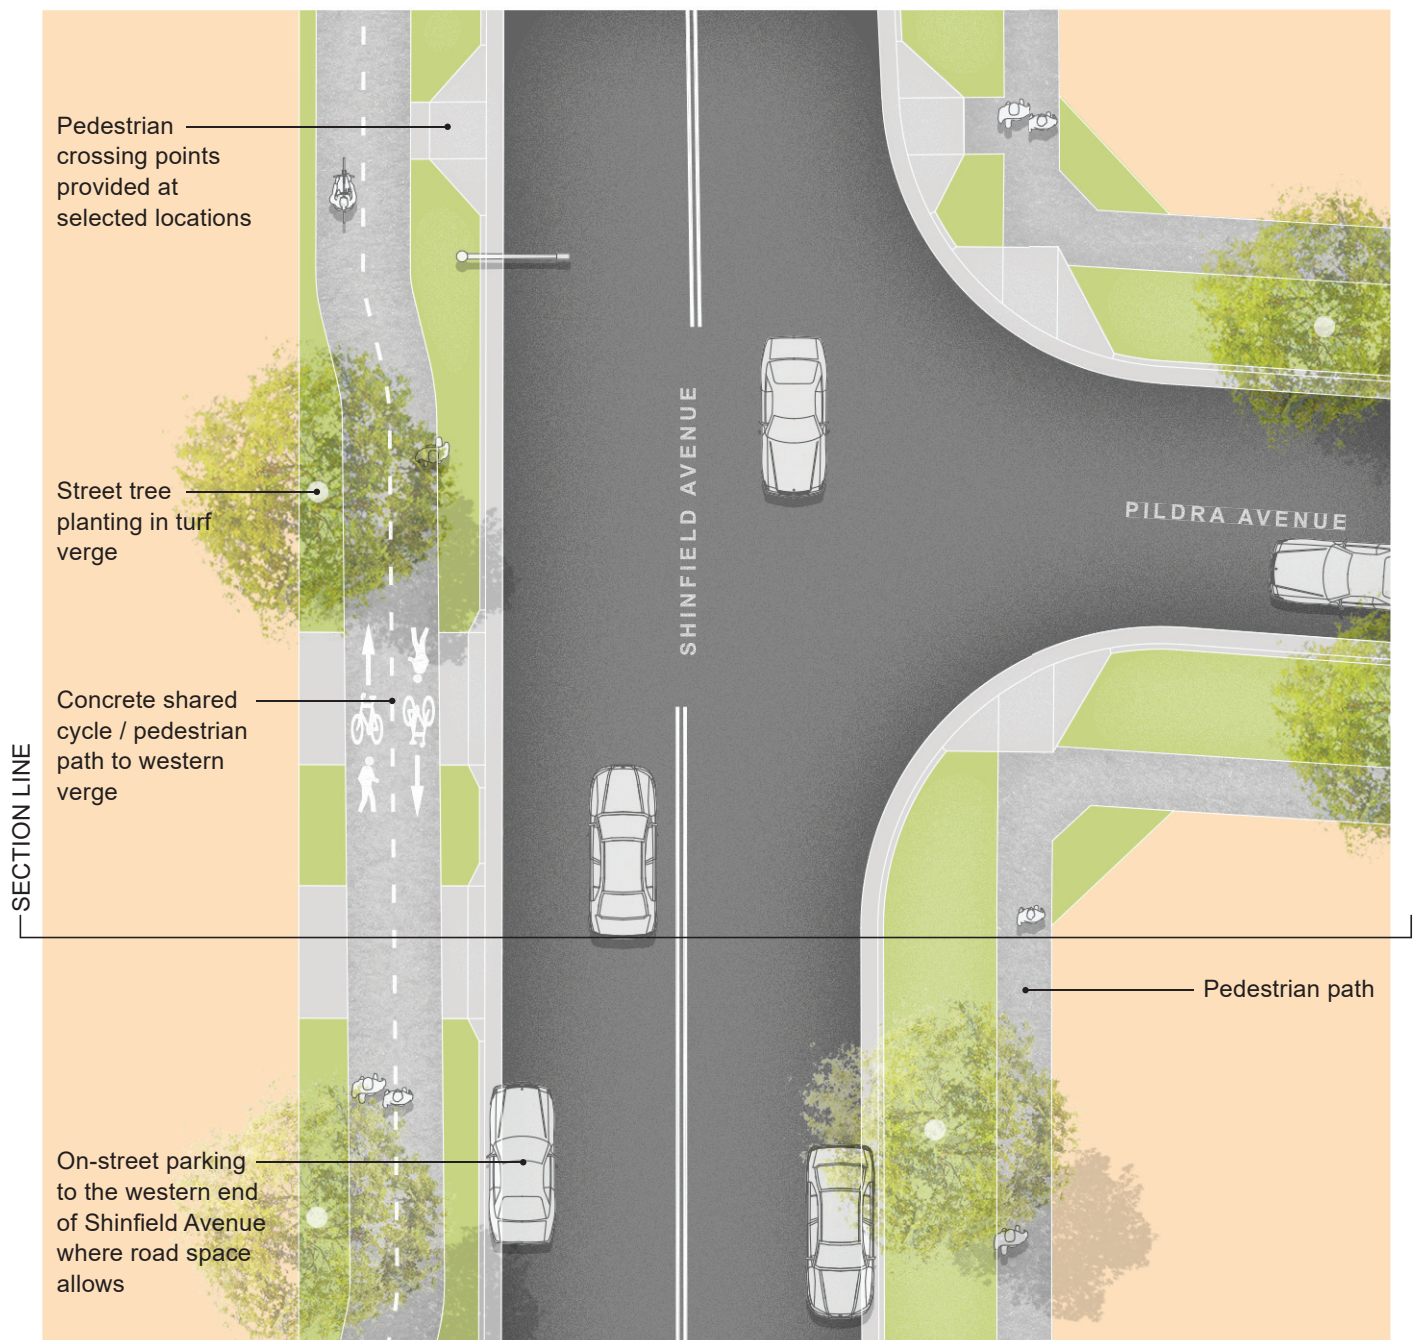 Pedestrian
crossing points
provided at
selected locations
SHINFIELD AVENUE
Street tree
planting in turf
verge
PILDRA AVENUE
Concrete shared
cycle / pedestrian
path to western
verge
SECTION LINE
Pedestrian path
On-street parking
to the western end
of Shinfield Avenue
where road space
allows